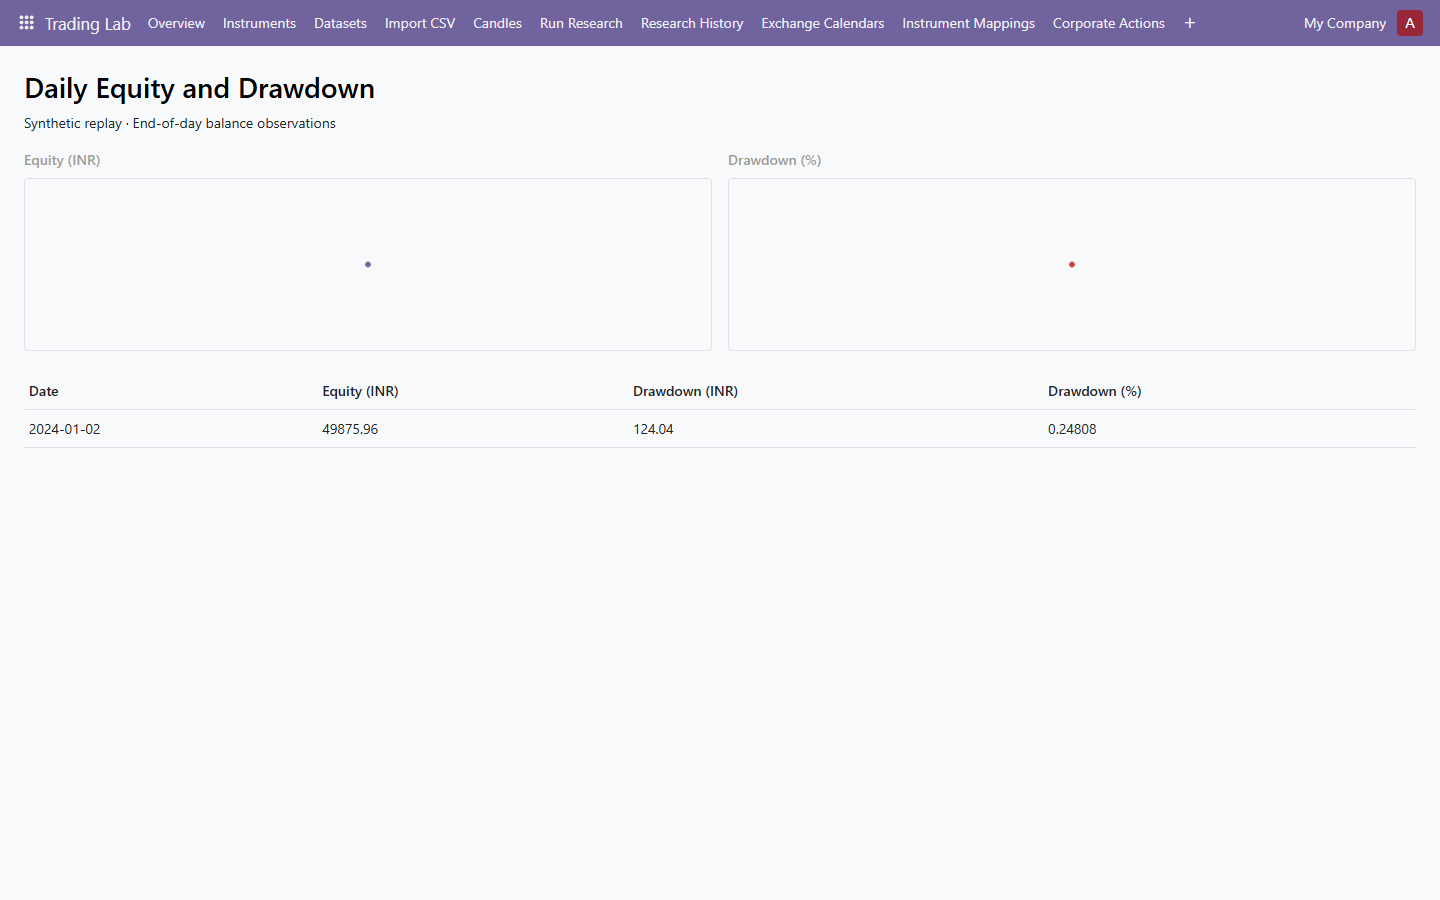 Trading Lab Overview Instruments Datasets Import CSV Candles Run Research Research History Exchange Calendars Instrument Mappings Corporate Actions + My Company A
Daily Equity and Drawdown
Synthetic replay · End-of-day balance observations
Equity (INR) Drawdown (%)
Date Equity (INR) Drawdown (INR) Drawdown (%)
2024-01-02 49875.96 124.04 0.24808